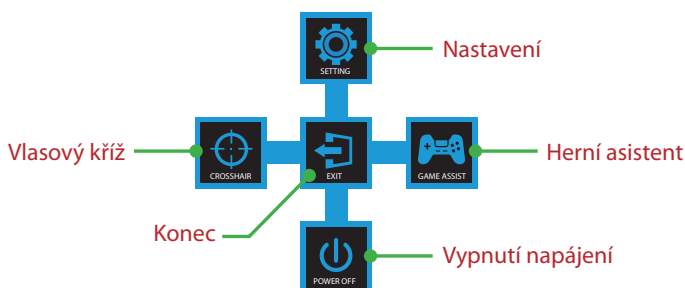 SETTING
Nastavení
Vlasový kříž
CROSSHAIR
EXIT
GAME ASSIST
Herní asistent
Konec
POWER OFF
Vypnutí napájení